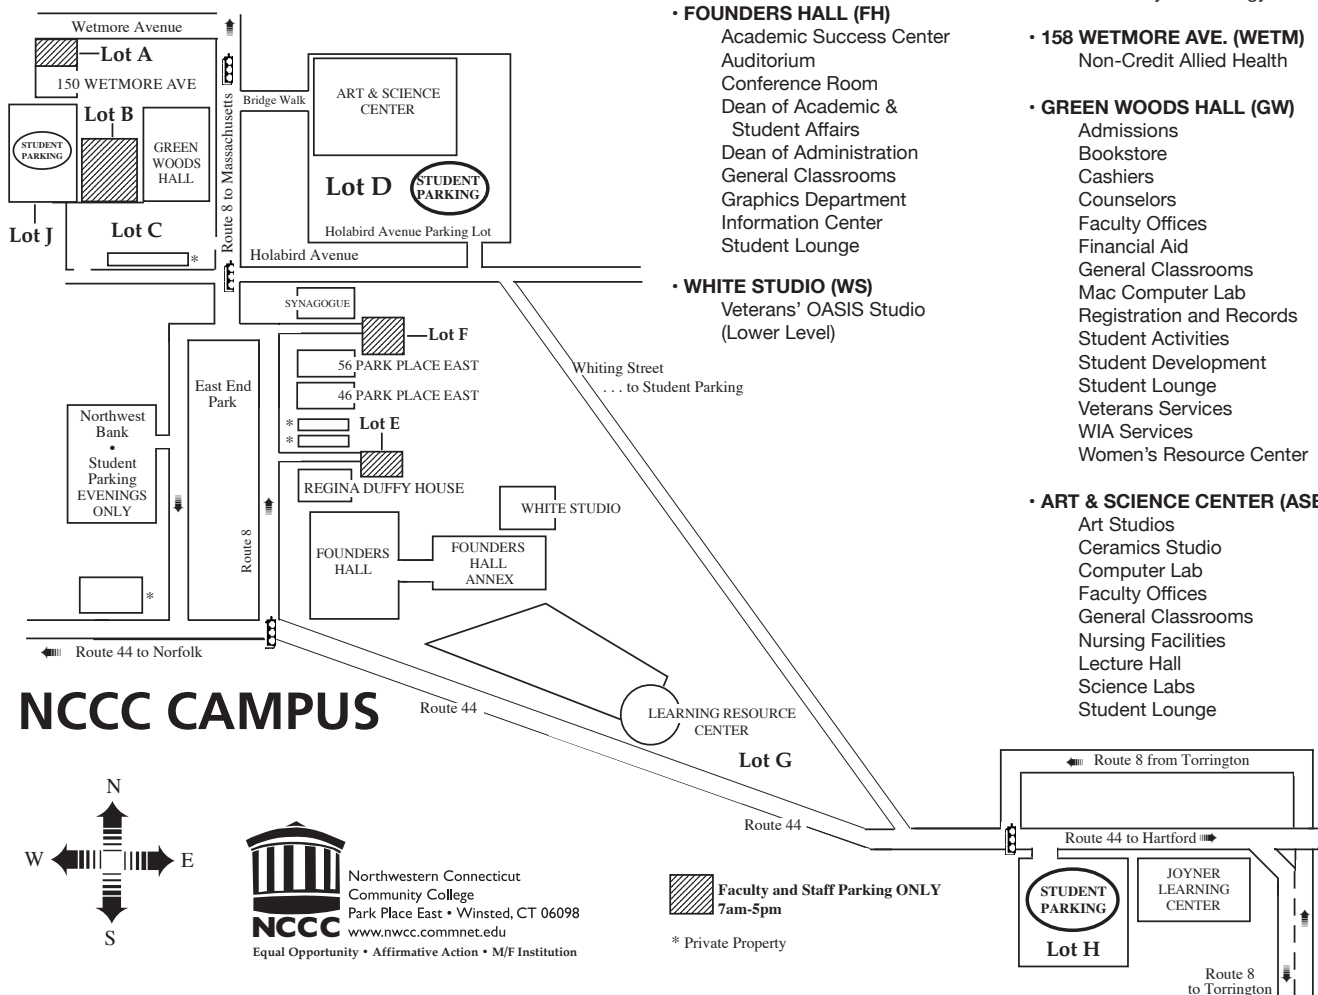 Wetmore Avenue
Lot A
150 WETMORE AVE
Lot B
STUDENT
PARKING
GREEN
WOODS
HALL
Lot J
Lot C
*
Route 8 to Massachusetts
Bridge Walk
ART & SCIENCE
CENTER
Lot D
STUDENT
PARKING
Holabird Avenue Parking Lot
Holabird Avenue
SYNAGOGUE
Lot F
56 PARK PLACE EAST
46 PARK PLACE EAST
*
*
Lot E
REGINA DUFFY HOUSE
East End
Park
Northwest
Bank
•
Student
Parking
EVENINGS
ONLY
Route 8
*
FOUNDERS
HALL
FOUNDERS
HALL
ANNEX
WHITE STUDIO
Whiting Street
. . . to Student Parking
Route 44 to Norfolk
Route 44
LEARNING RESOURCE
CENTER
Lot G
Route 44
Route 8 from Torrington
Route 44 to Hartford
STUDENT
PARKING
Lot H
JOYNER
LEARNING
CENTER
Route 8
to Torrington
NCCC CAMPUS
N
W
E
S
NCCC
Northwestern Connecticut
Community College
Park Place East • Winsted, CT 06098
www.nwcc.commnet.edu
Equal Opportunity • Affirmative Action • M/F Institution
Faculty and Staff Parking ONLY
7am-5pm
* Private Property
• FOUNDERS HALL (FH)
Academic Success Center
Auditorium
Conference Room
Dean of Academic &
Student Affairs
Dean of Administration
General Classrooms
Graphics Department
Information Center
Student Lounge
• WHITE STUDIO (WS)
Veterans' OASIS Studio
(Lower Level)
• 158 WETMORE AVE. (WETM)
Non-Credit Allied Health
• GREEN WOODS HALL (GW)
Admissions
Bookstore
Cashiers
Counselors
Faculty Offices
Financial Aid
General Classrooms
Mac Computer Lab
Registration and Records
Student Activities
Student Development
Student Lounge
Veterans Services
WIA Services
Women's Resource Center
• ART & SCIENCE CENTER (ASB
Art Studios
Ceramics Studio
Computer Lab
Faculty Offices
General Classrooms
Nursing Facilities
Lecture Hall
Science Labs
Student Lounge